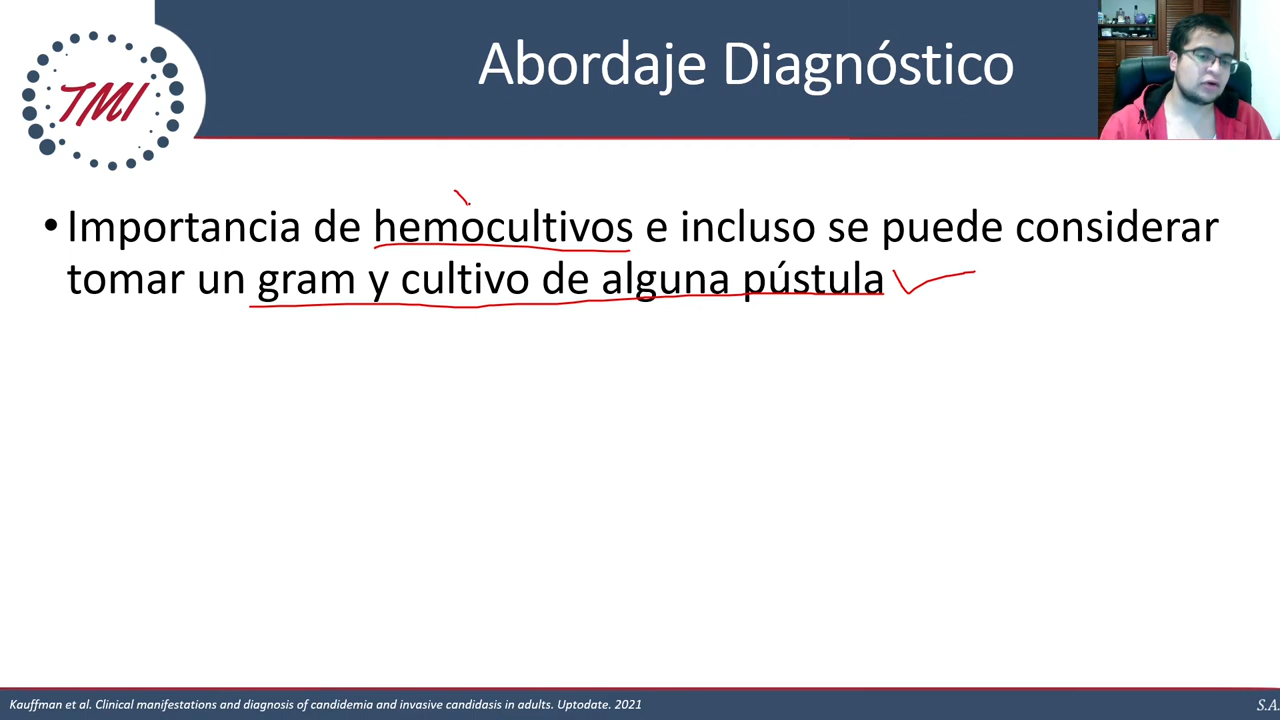 TMI
Abordaje Diagnóstico
• Importancia de hemocultivos e incluso se puede considerar
tomar un gram y cultivo de alguna pústula
Kauffman et al. Clinical manifestations and diagnosis of candidemia and invasive candidasis in adults. Uptodate. 2021
S.A.